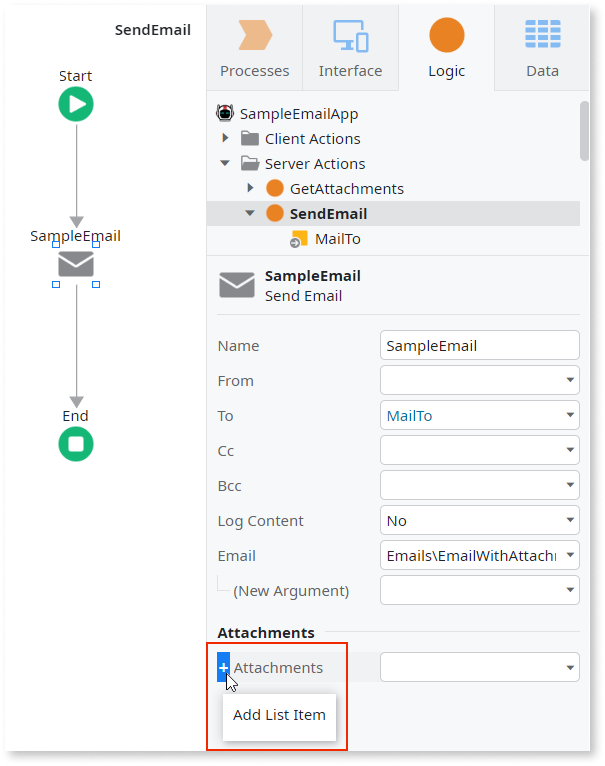 SendEmail
Start
SampleEmail
End
Processes
Interface
Logic
Data
SampleEmailApp
Client Actions
Server Actions
GetAttachments
SendEmail
MailTo
SampleEmail
Send Email
Name SampleEmail
From
To MailTo
Cc
Bcc
Log Content No
Email Emails\EmailWithAttach
(New Argument)
Attachments
+ Attachments
Add List Item